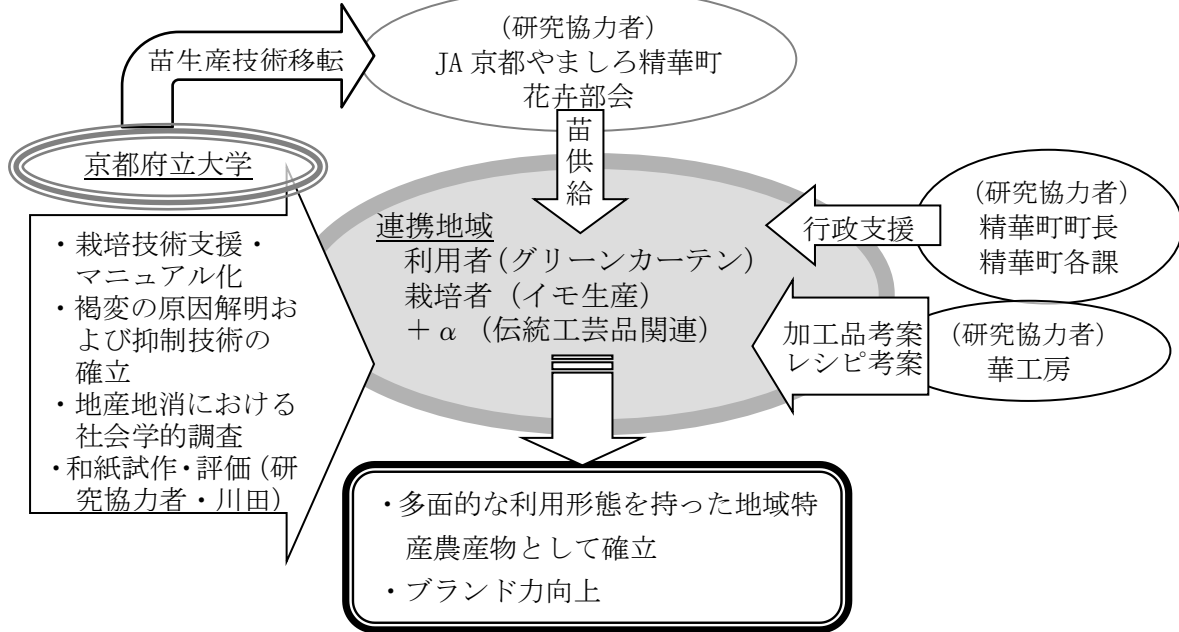 苗生産技術移転
(研究協力者)
JA京都やましろ精華町
花卉部会
苗供給
京都府立大学
・栽培技術支援・
マニュアル化
・褐変の原因解明お
よび抑制技術の
確立
・地産地消における
社会学的調査
・和紙試作・評価(研
究協力者・川田)
連携地域
利用者(グリーンカーテン)
栽培者(イモ生産)
+α(伝統工芸品関連)
行政支援
(研究協力者)
精華町町長
精華町各課
加工品考案
レシピ考案
(研究協力者)
華工房
・多面的な利用形態を持った地域特
産農産物として確立
・ブランド力向上